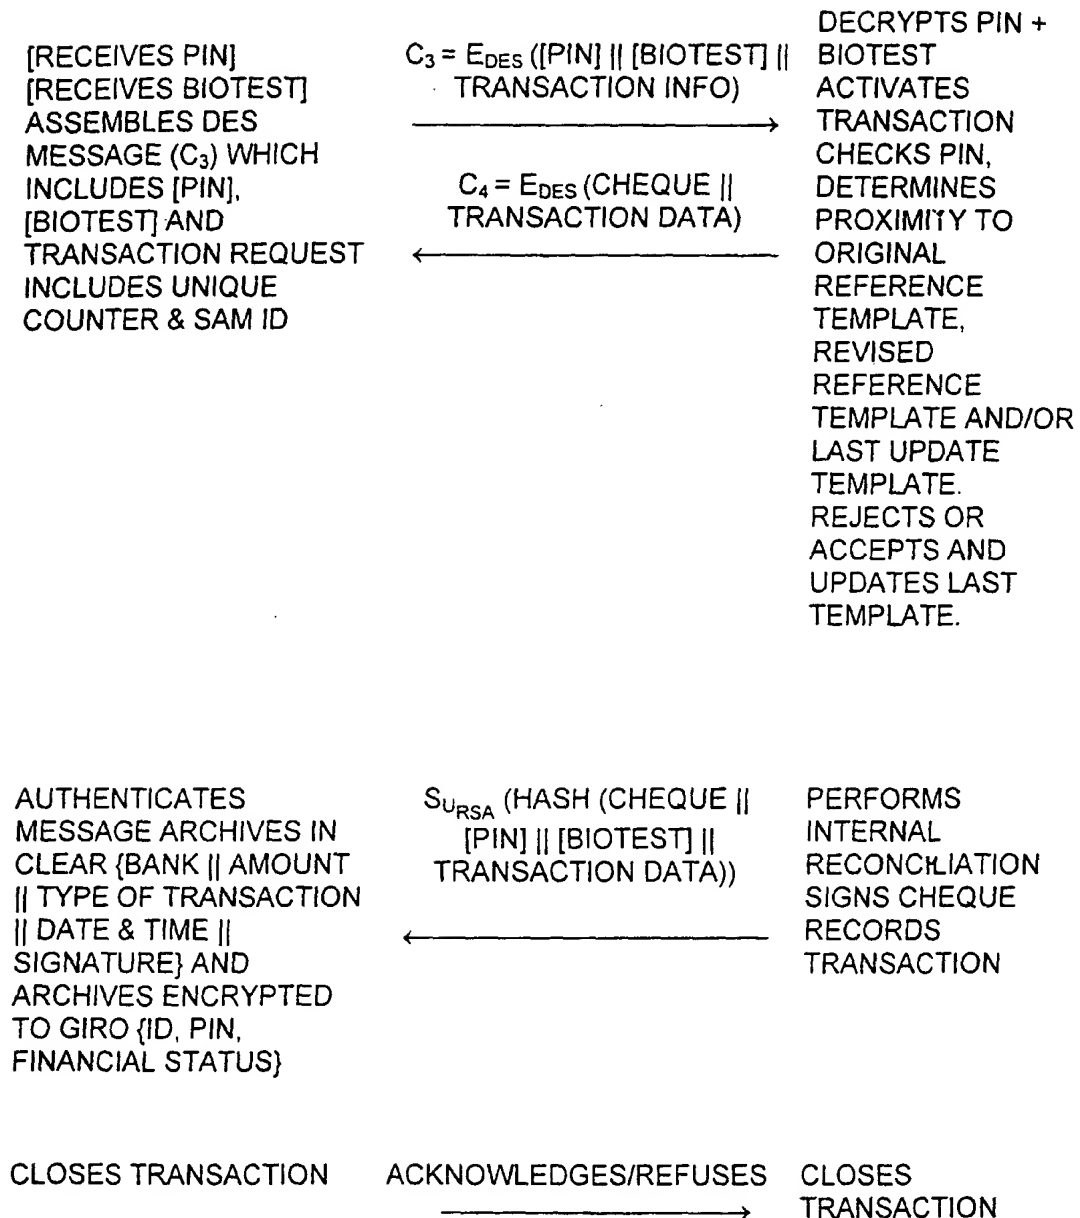 [RECEIVES PIN]
[RECEIVES BIOTEST]
ASSEMBLES DES
MESSAGE (C₃) WHICH
INCLUDES [PIN],
[BIOTEST] AND
TRANSACTION REQUEST
INCLUDES UNIQUE
COUNTER & SAM ID
C₃ = E_DES ([PIN] || [BIOTEST] ||
TRANSACTION INFO)
C₄ = E_DES (CHEQUE ||
TRANSACTION DATA)
DECRYPTS PIN +
BIOTEST
ACTIVATES
TRANSACTION
CHECKS PIN,
DETERMINES
PROXIMITY TO
ORIGINAL
REFERENCE
TEMPLATE,
REVISED
REFERENCE
TEMPLATE AND/OR
LAST UPDATE
TEMPLATE.
REJECTS OR
ACCEPTS AND
UPDATES LAST
TEMPLATE.
AUTHENTICATES
MESSAGE ARCHIVES IN
CLEAR {BANK || AMOUNT
|| TYPE OF TRANSACTION
|| DATE & TIME ||
SIGNATURE} AND
ARCHIVES ENCRYPTED
TO GIRO {ID, PIN,
FINANCIAL STATUS}
S_U_RSA (HASH (CHEQUE ||
[PIN] || [BIOTEST] ||
TRANSACTION DATA))
PERFORMS
INTERNAL
RECONCILIATION
SIGNS CHEQUE
RECORDS
TRANSACTION
CLOSES TRANSACTION
ACKNOWLEDGES/REFUSES
CLOSES
TRANSACTION